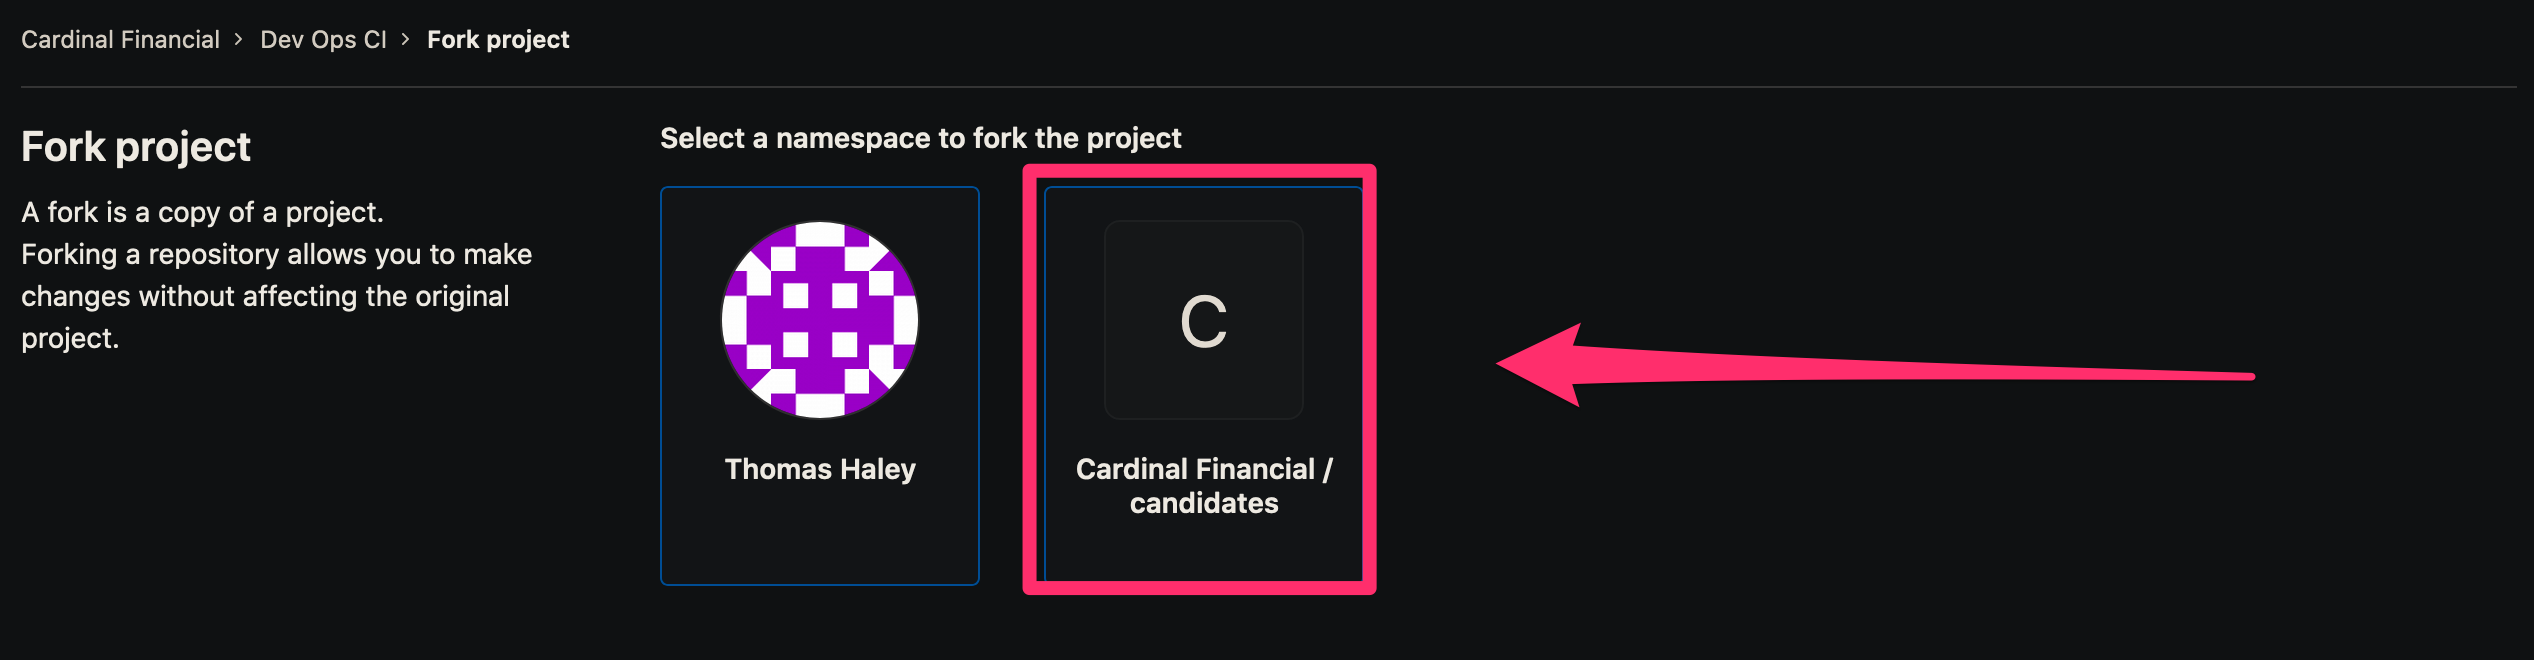 Cardinal Financial > Dev Ops CI > Fork project
Fork project
A fork is a copy of a project.
Forking a repository allows you to make
changes without affecting the original
project.
Select a namespace to fork the project
Thomas Haley
C
Cardinal Financial /
candidates